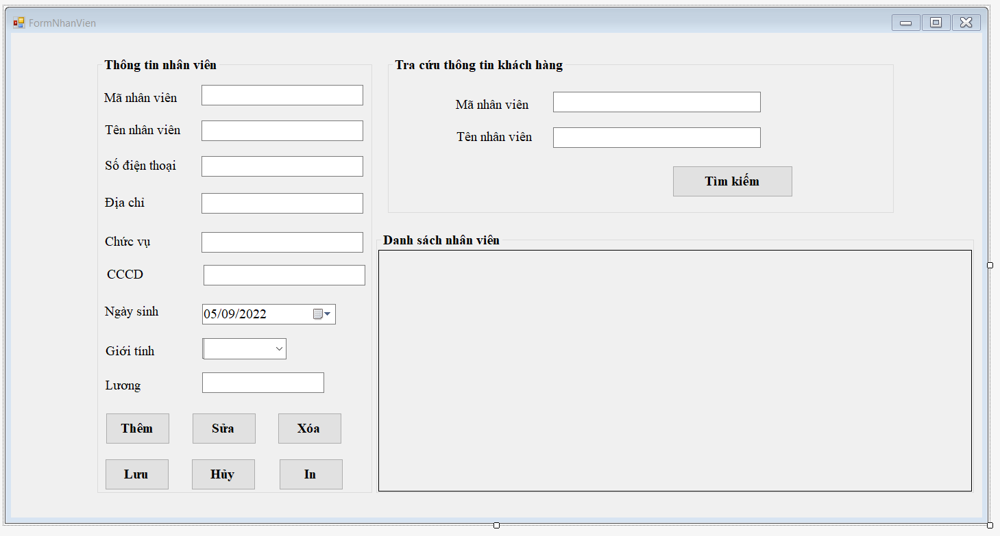 FormNhanVien
Thông tin nhân viên
Mã nhân viên
Tên nhân viên
Số điện thoại
Địa chỉ
Chức vụ
CCCD
Ngày sinh
05/09/2022
Giới tính
Lương
Thêm
Sửa
Xóa
Lưu
Hủy
In
Tra cứu thông tin khách hàng
Mã nhân viên
Tên nhân viên
Tìm kiếm
Danh sách nhân viên